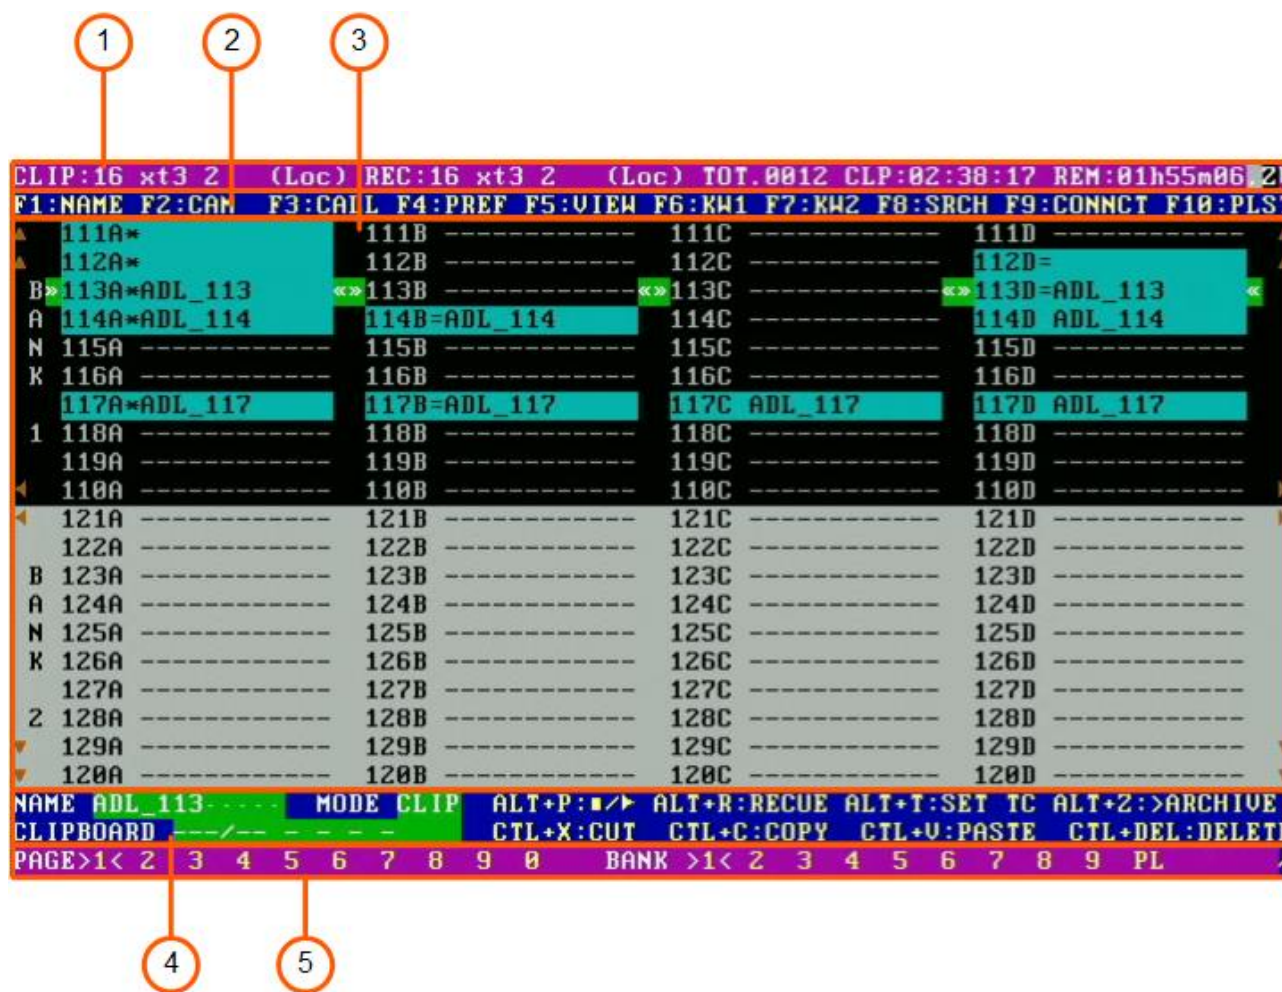 1 2 3
CLIP:16 xt3 2 (Loc) REC:16 xt3 2 (Loc) TOT.0012 CLP:02:38:17 REM:01h55m06
F1:NAME F2:CAM F3:CALL F4:PREF F5:VIEW F6:KW1 F7:KW2 F8:SRCH F9:CONNCT F10:PLST
111A* 111B ------------ 111C ------------ 111D ------------
112A* 112B ------------ 112C ------------ 112D=
B»113A*ADL_113 «»113B ------------ «»113C ------------ «»113D=ADL_113 «
A 114A*ADL_114 114B=ADL_114 114C ------------ 114D ADL_114
N 115A ------------ 115B ------------ 115C ------------ 115D ------------
K 116A ------------ 116B ------------ 116C ------------ 116D ------------
117A*ADL_117 117B=ADL_117 117C ADL_117 117D ADL_117
1 118A ------------ 118B ------------ 118C ------------ 118D ------------
119A ------------ 119B ------------ 119C ------------ 119D ------------
110A ------------ 110B ------------ 110C ------------ 110D ------------
121A ------------ 121B ------------ 121C ------------ 121D ------------
122A ------------ 122B ------------ 122C ------------ 122D ------------
B 123A ------------ 123B ------------ 123C ------------ 123D ------------
A 124A ------------ 124B ------------ 124C ------------ 124D ------------
N 125A ------------ 125B ------------ 125C ------------ 125D ------------
K 126A ------------ 126B ------------ 126C ------------ 126D ------------
127A ------------ 127B ------------ 127C ------------ 127D ------------
2 128A ------------ 128B ------------ 128C ------------ 128D ------------
129A ------------ 129B ------------ 129C ------------ 129D ------------
120A ------------ 120B ------------ 120C ------------ 120D ------------
NAME ADL_113----- MODE CLIP ALT+P:■/▶ ALT+R:RECUE ALT+T:SET TC ALT+2:>ARCHIVE
CLIPBOARD ---/-- - - - - CTL+X:CUT CTL+C:COPY CTL+V:PASTE CTL+DEL:DELETE
PAGE>1< 2 3 4 5 6 7 8 9 0 BANK >1< 2 3 4 5 6 7 8 9 PL
4 5